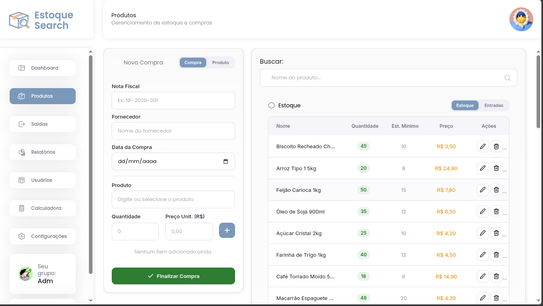 Estoque
Search
Produtos
Gerenciamento de estoque e compras
Dashboard
Produtos
Saídas
Relatórios
Usuários
Calculadora
Configurações
Seu
grupo:
Adm
Nova Compra
Compra
Produto
Nota Fiscal
Ex: NF-2026-001
Fornecedor
Nome do fornecedor
Data da Compra
dd/mm/aaaa
Produto
Digite ou selecione o produto
Quantidade
Preço Unit. (R$)
0
0,00
+
Nenhum item adicionado ainda.
Finalizar Compra
Buscar:
Nome do produto...
Estoque
Estoque
Entradas
Nome Quantidade Est. Mínimo Preço Ações
Biscoito Recheado Ch... 45 10 R$ 3,50 ...
Arroz Tipo 1 5kg 20 8 R$ 24,90 ...
Feijão Carioca 1kg 50 15 R$ 7,80 ...
Óleo de Soja 900ml 35 12 R$ 6,50 ...
Açúcar Cristal 2kg 25 10 R$ 4,20 ...
Farinha de Trigo 1kg 40 12 R$ 4,50 ...
Café Torrado Moído 5... 18 6 R$ 14,90 ...
Macarrão Espaguete ... 48 20 R$ 4,30 ...